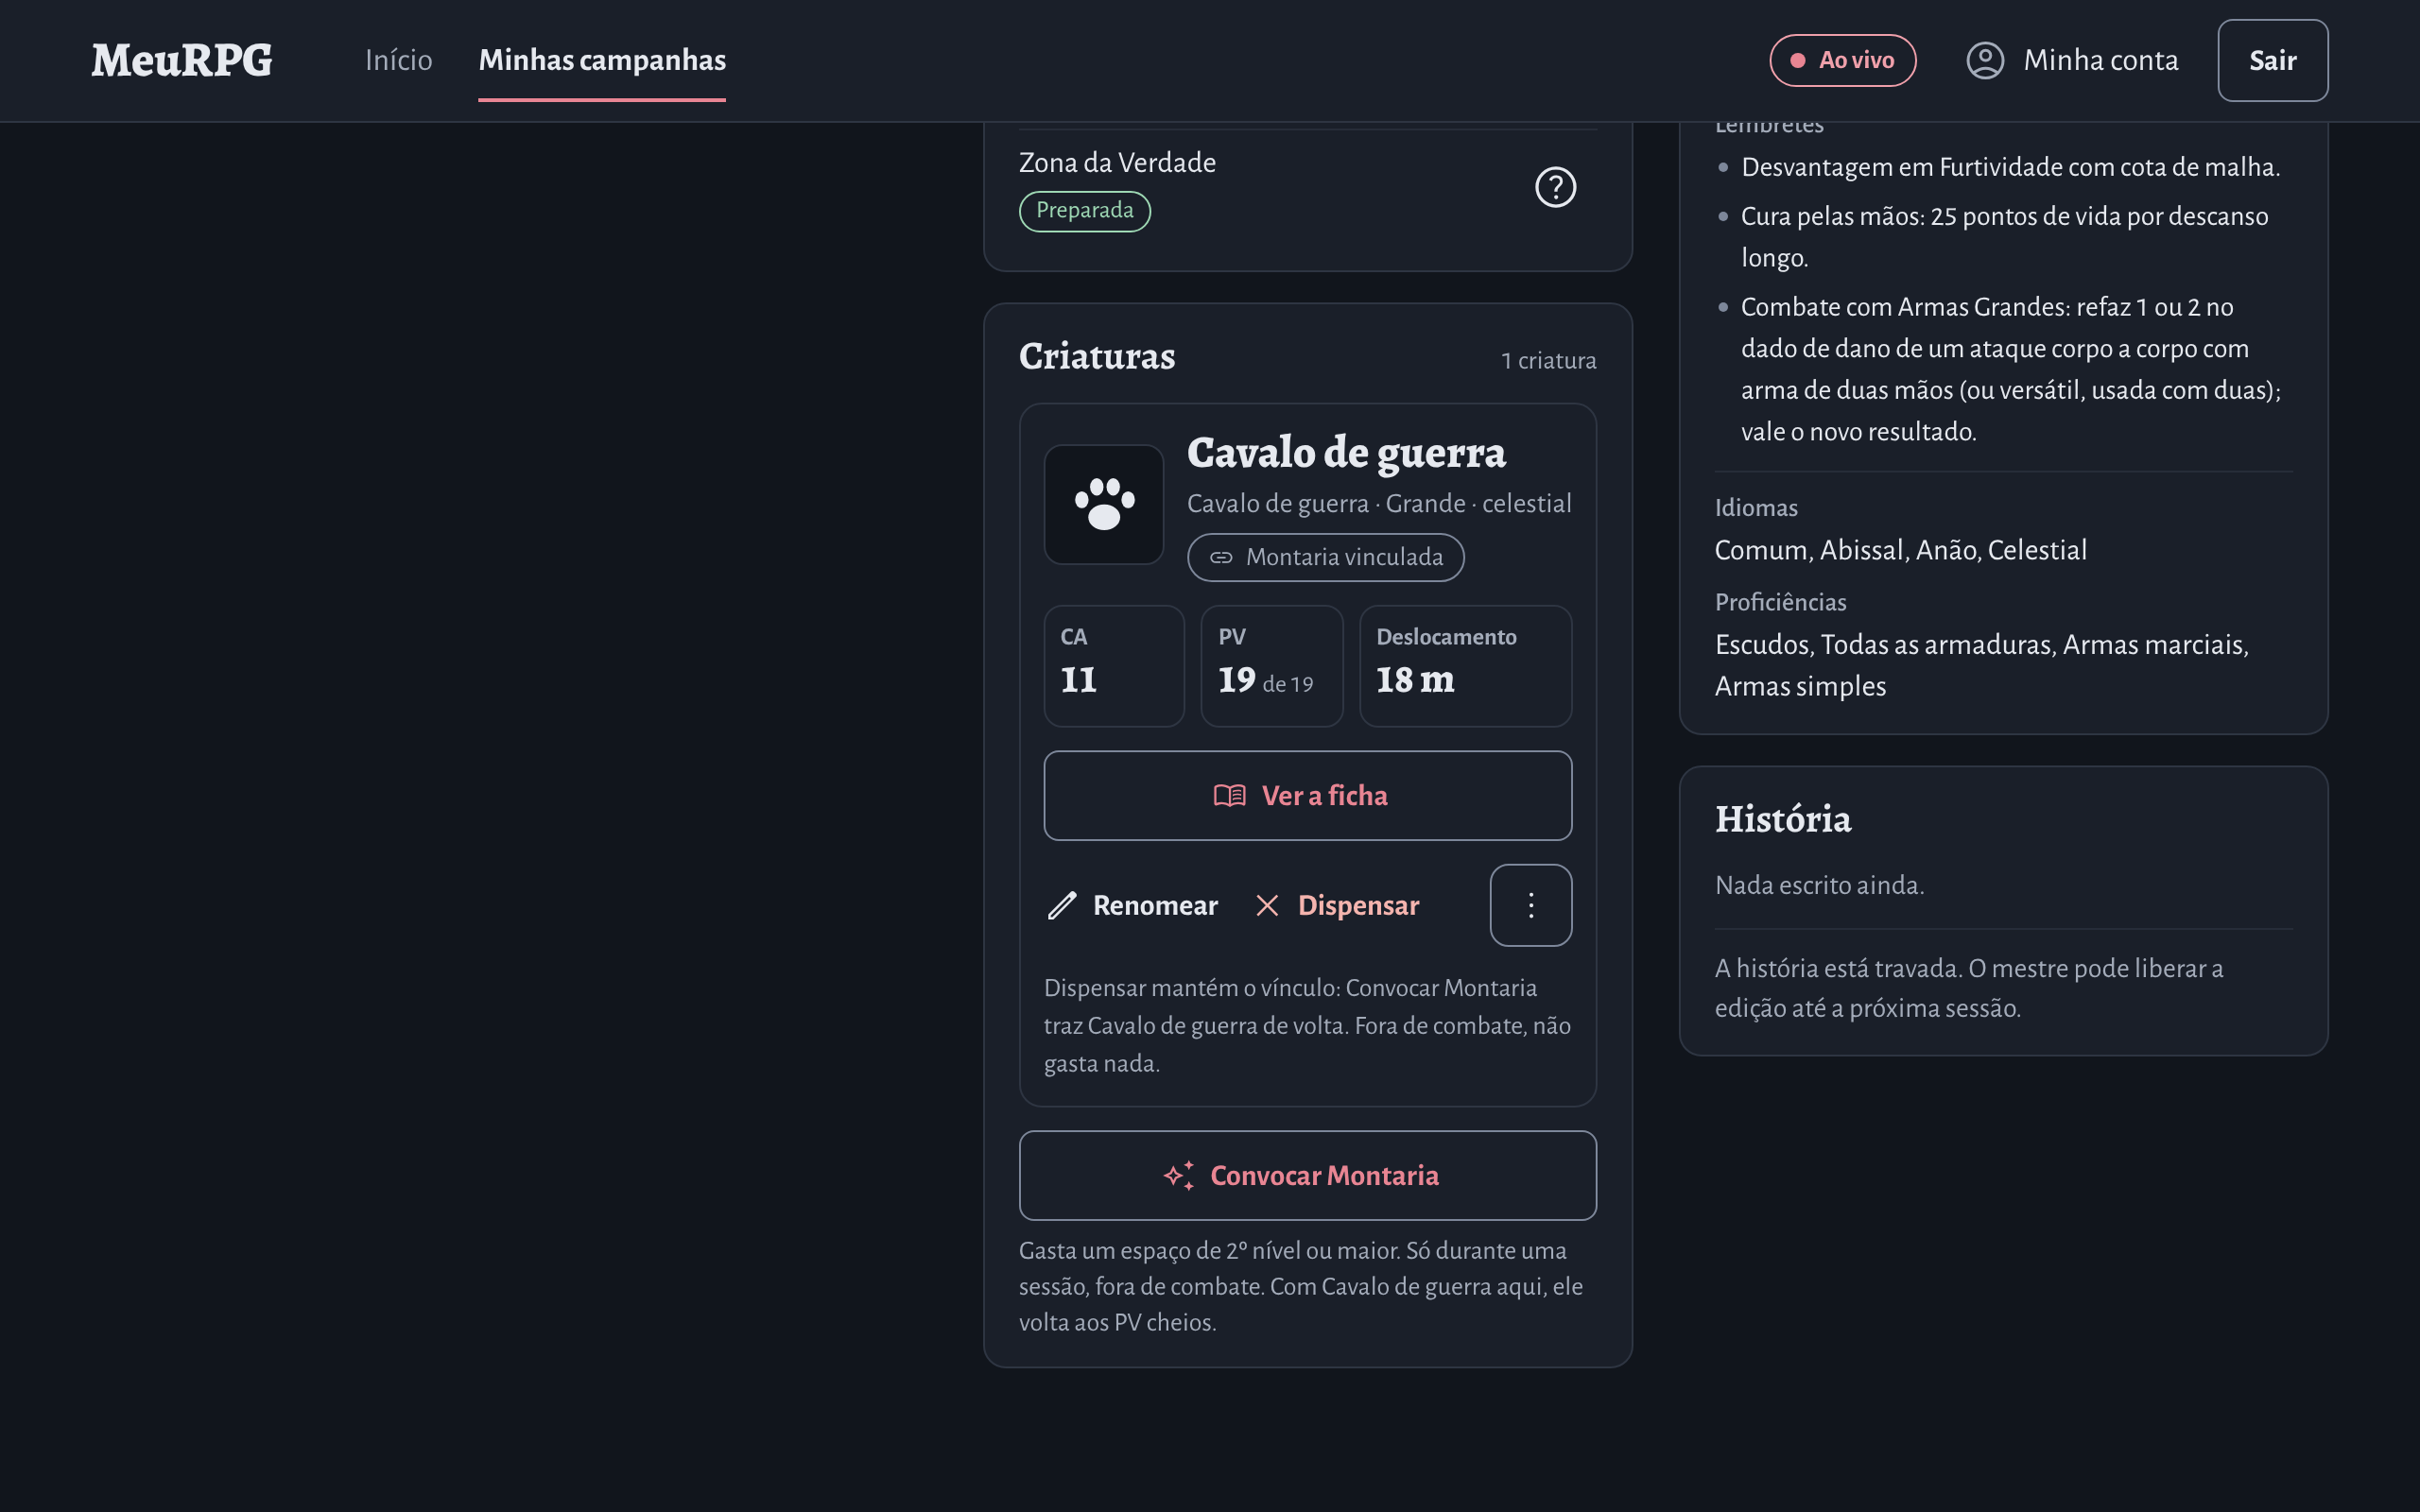 MeuRPG
Início
Minhas campanhas
Ao vivo
Minha conta
Sair
Zona da Verdade
Preparada
Criaturas
1 criatura
Cavalo de guerra
Cavalo de guerra · Grande · celestial
Montaria vinculada
CA
11
PV
19 de 19
Deslocamento
18 m
Ver a ficha
Renomear
Dispensar
Dispensar mantém o vínculo: Convocar Montaria
traz Cavalo de guerra de volta. Fora de combate, não
gasta nada.
Convocar Montaria
Gasta um espaço de 2º nível ou maior. Só durante uma
sessão, fora de combate. Com Cavalo de guerra aqui, ele
volta aos PV cheios.
Lembretes
Desvantagem em Furtividade com cota de malha.
Cura pelas mãos: 25 pontos de vida por descanso
longo.
Combate com Armas Grandes: refaz 1 ou 2 no
dado de dano de um ataque corpo a corpo com
arma de duas mãos (ou versátil, usada com duas);
vale o novo resultado.
Idiomas
Comum, Abissal, Anão, Celestial
Proficiências
Escudos, Todas as armaduras, Armas marciais,
Armas simples
História
Nada escrito ainda.
A história está travada. O mestre pode liberar a
edição até a próxima sessão.